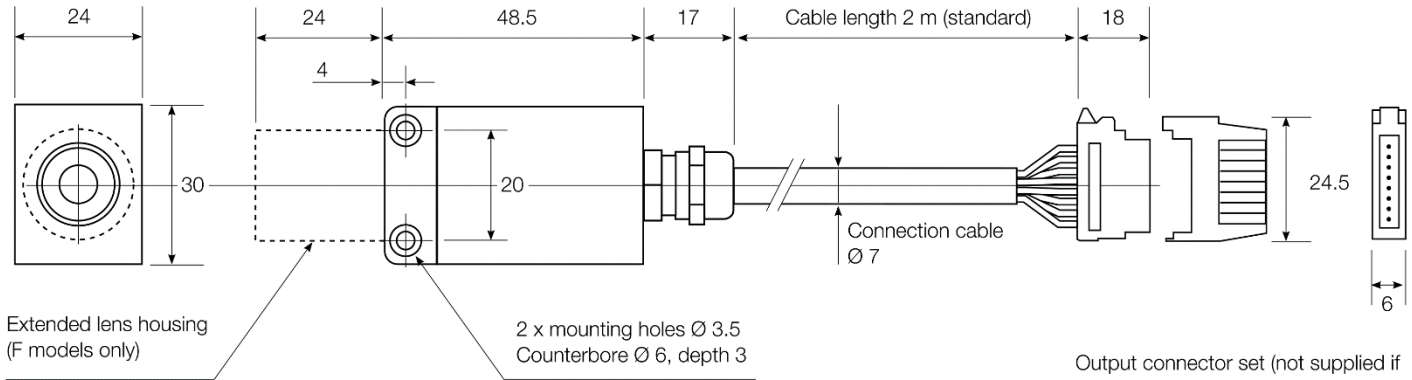 24
24
48.5
17
Cable length 2 m (standard)
18
4
30
20
24.5
Connection cable
Ø 7
6
Extended lens housing
(F models only)
2 x mounting holes Ø 3.5
Counterbore Ø 6, depth 3
Output connector set (not supplied if